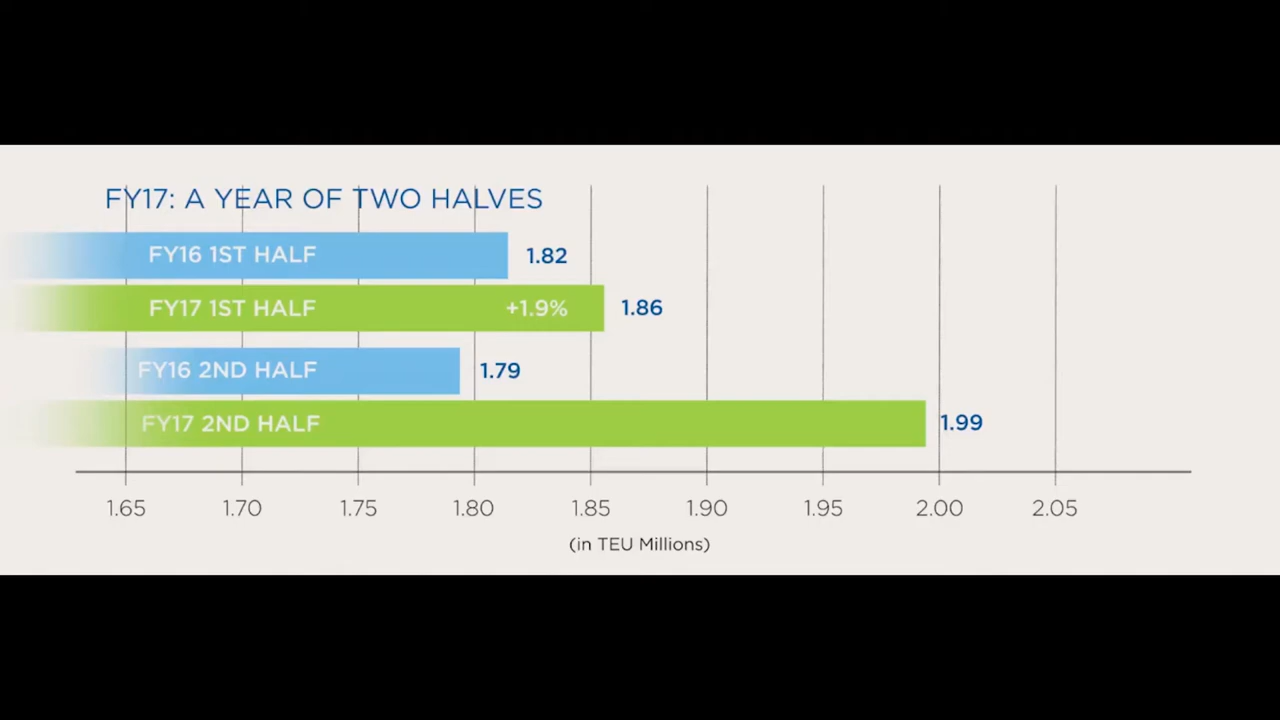 FY17: A YEAR OF TWO HALVES
FY16 1ST HALF 1.82
FY17 1ST HALF +1.9% 1.86
FY16 2ND HALF 1.79
FY17 2ND HALF 1.99
1.65 1.70 1.75 1.80 1.85 1.90 1.95 2.00 2.05
(in TEU Millions)